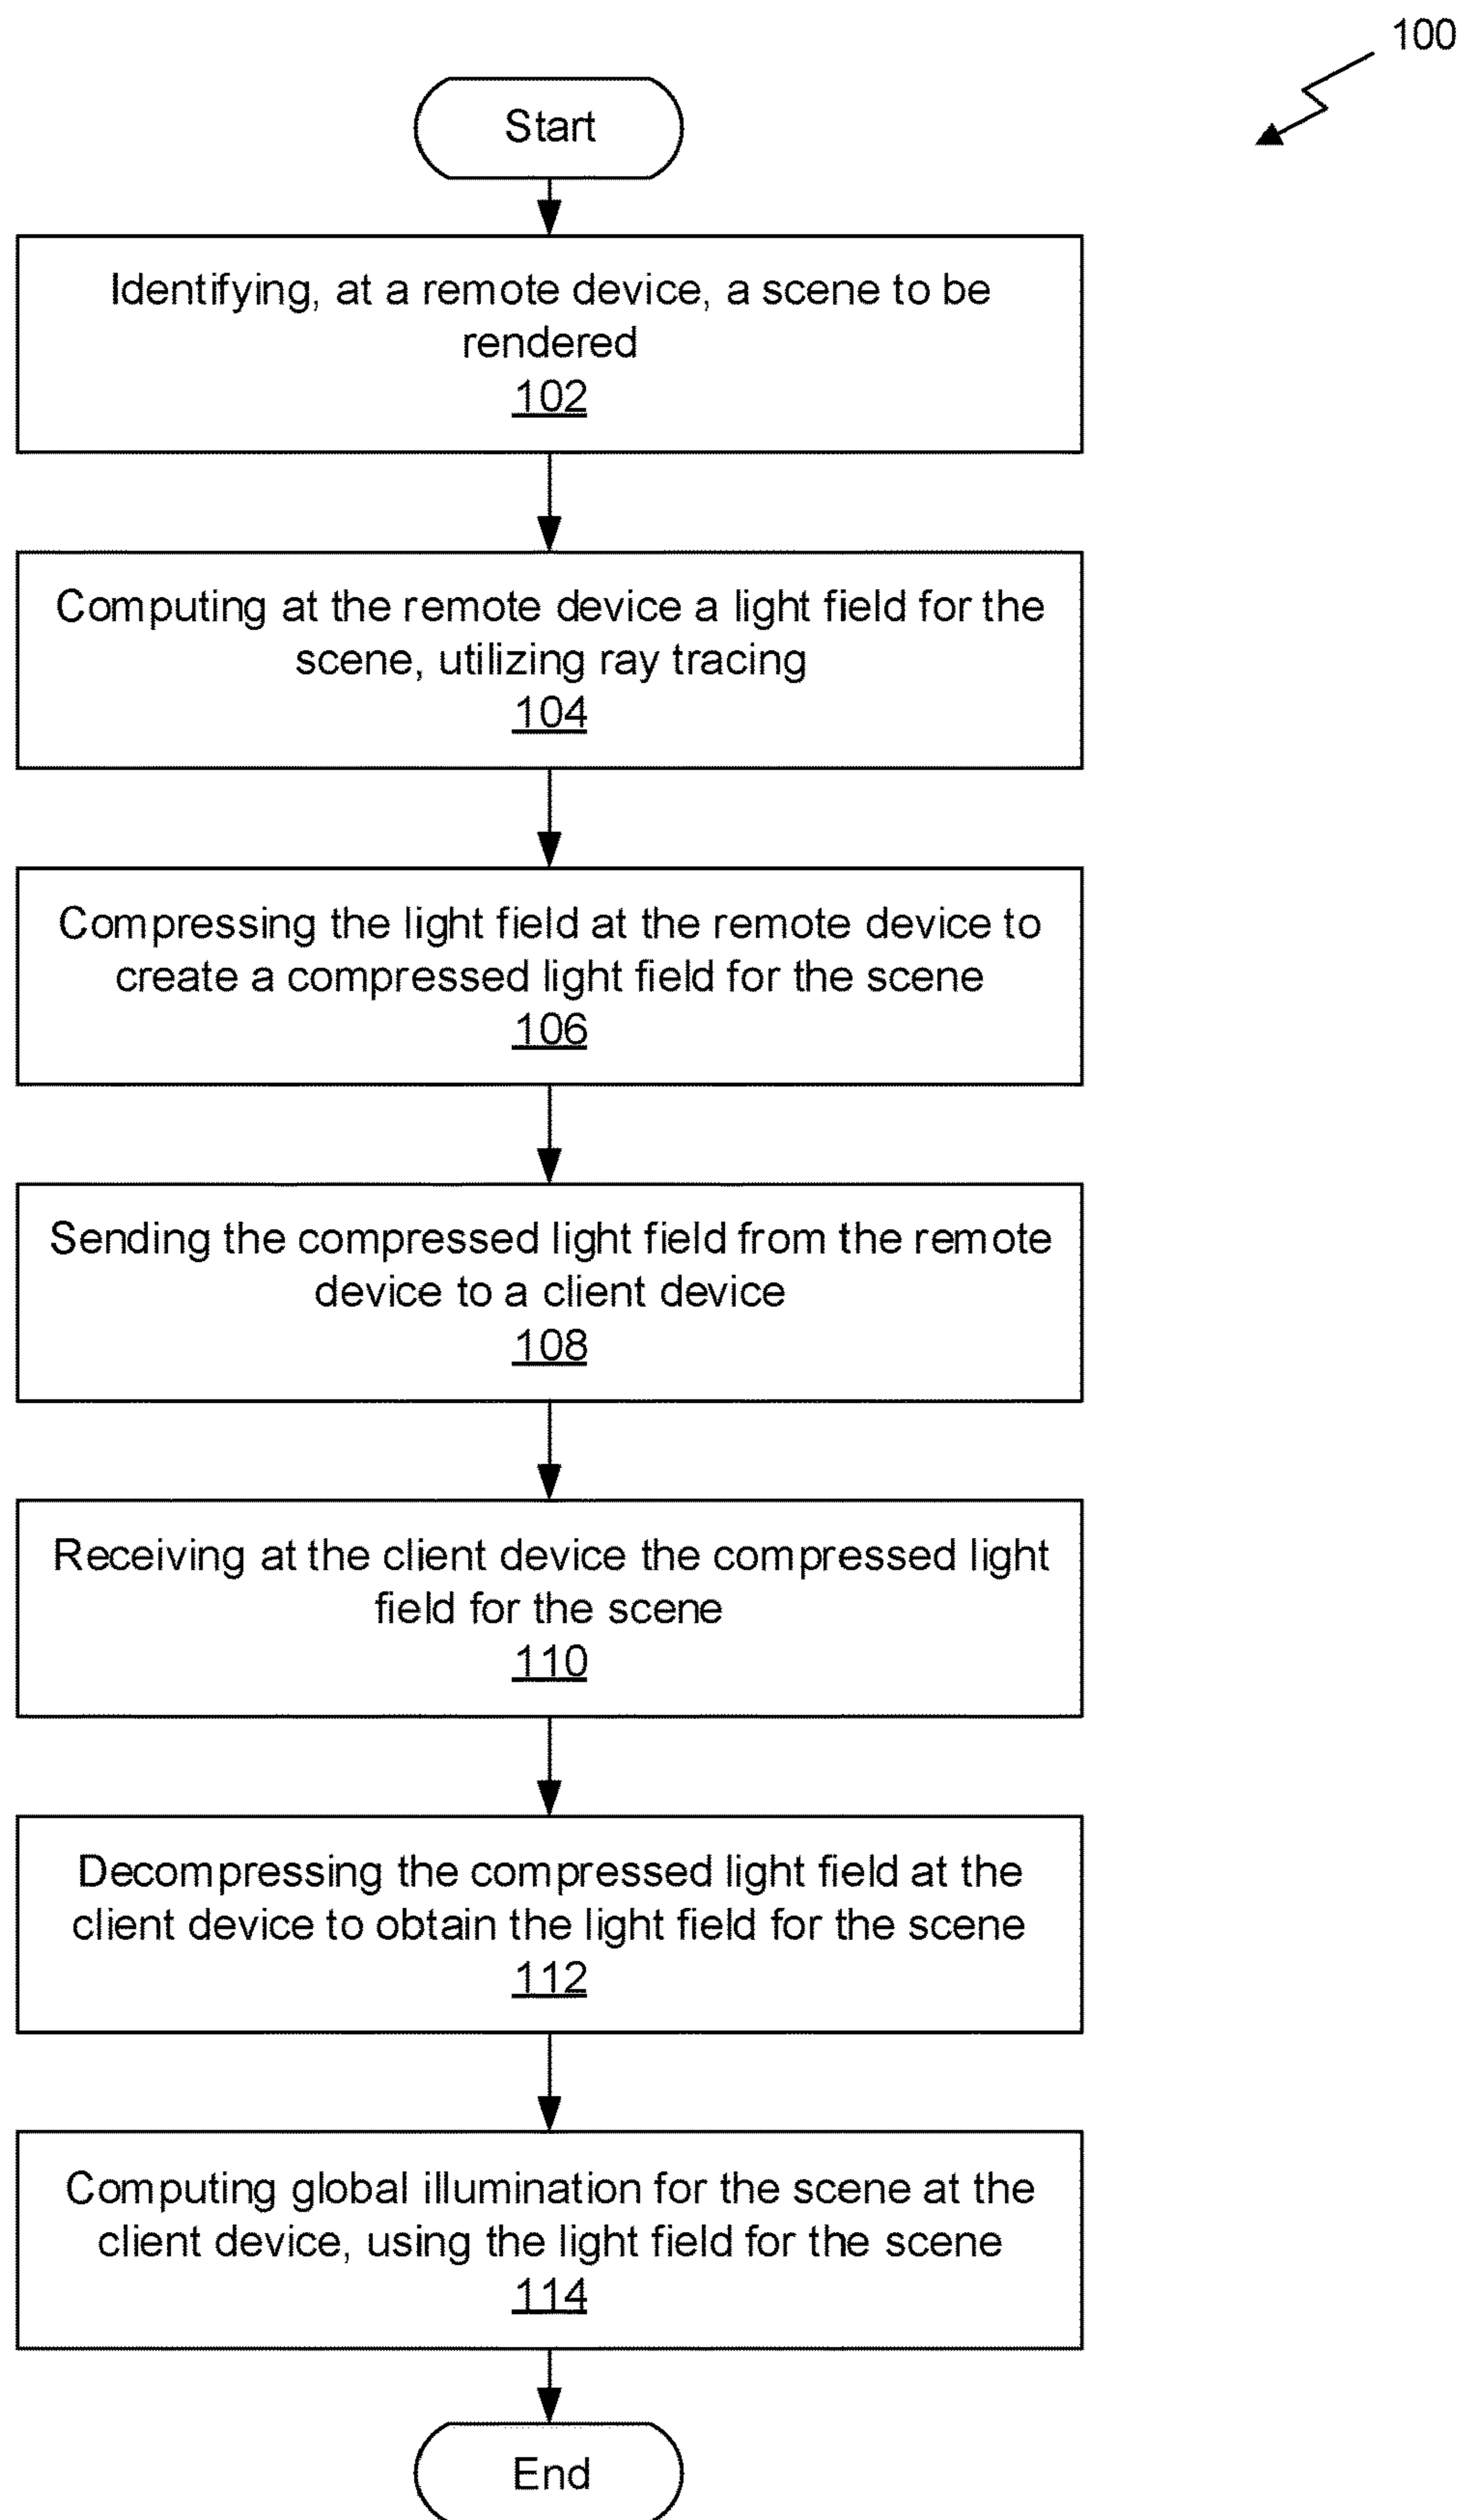 100
Start
Identifying, at a remote device, a scene to be
rendered
102
Computing at the remote device a light field for the
scene, utilizing ray tracing
104
Compressing the light field at the remote device to
create a compressed light field for the scene
106
Sending the compressed light field from the remote
device to a client device
108
Receiving at the client device the compressed light
field for the scene
110
Decompressing the compressed light field at the
client device to obtain the light field for the scene
112
Computing global illumination for the scene at the
client device, using the light field for the scene
114
End